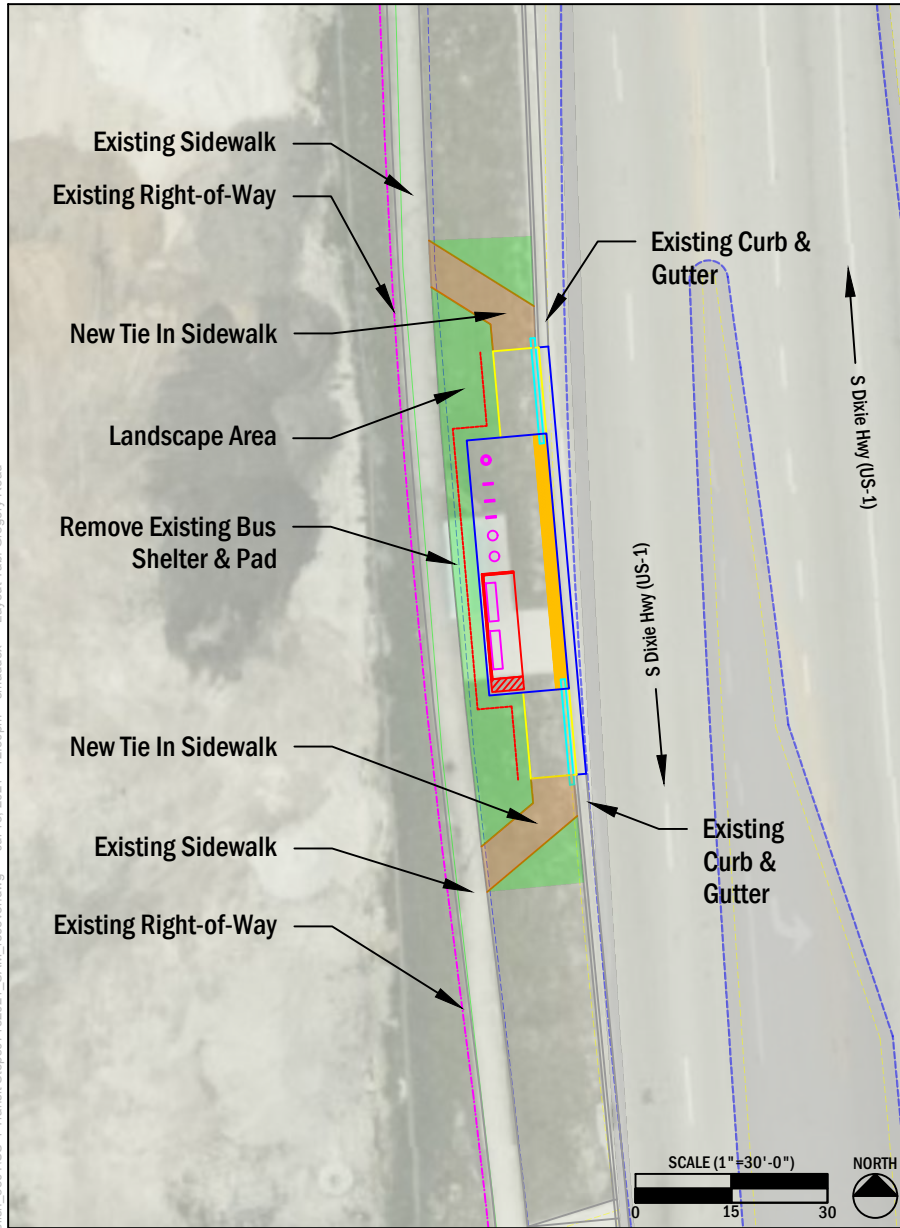 Existing Sidewalk
Existing Right-of-Way
Existing Curb &
Gutter
New Tie In Sidewalk
Landscape Area
Remove Existing Bus
Shelter & Pad
S Dixie Hwy (US-1)
S Dixie Hwy (US-1)
New Tie In Sidewalk
Existing Sidewalk
Existing Right-of-Way
Existing
Curb &
Gutter
SCALE (1"=30'-0")
0 15 30
NORTH